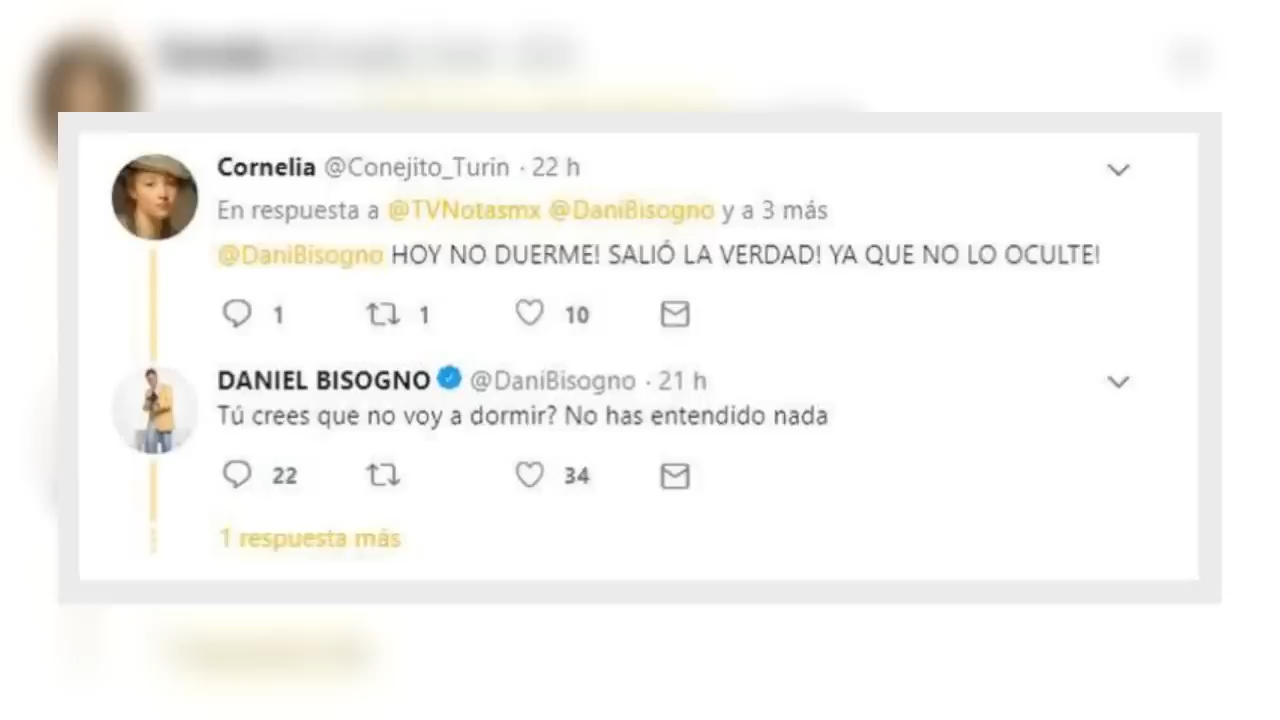 Cornelia @Conejito_Turin · 22 h
En respuesta a @TVNotasmx @DaniBisogno y a 3 más
@DaniBisogno HOY NO DUERME! SALIÓ LA VERDAD! YA QUE NO LO OCULTE!
1 1 10
DANIEL BISOGNO @DaniBisogno · 21 h
Tú crees que no voy a dormir? No has entendido nada
22 34
1 respuesta más